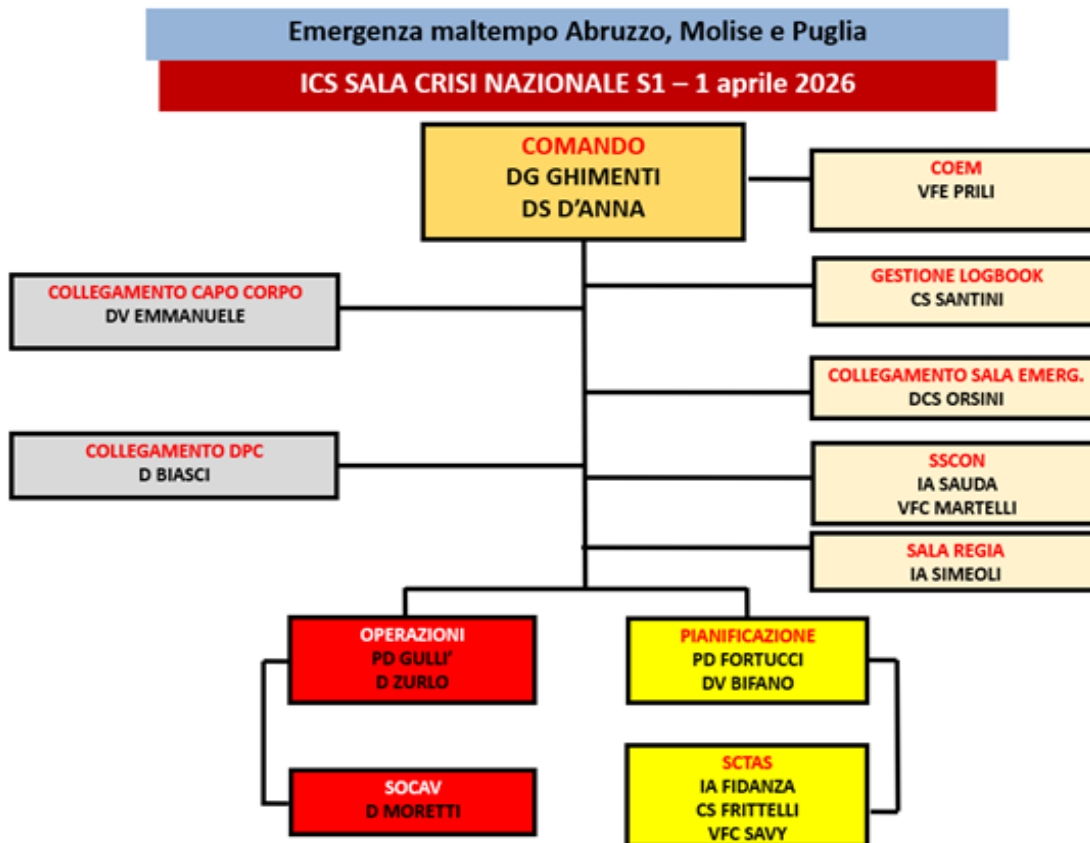 Emergenza maltempo Abruzzo, Molise e Puglia
ICS SALA CRISI NAZIONALE S1 – 1 aprile 2026
COMANDO
DG GHIMENTI
DS D'ANNA
COEM
VFE PRILI
COLLEGAMENTO CAPO CORPO
DV EMMANUELE
GESTIONE LOGBOOK
CS SANTINI
COLLEGAMENTO SALA EMERG.
DCS ORSINI
COLLEGAMENTO DPC
D BIASCI
SSCON
IA SAUDA
VFC MARTELLI
SALA REGIA
IA SIMEOLI
OPERAZIONI
PD GULLI'
D ZURLO
PIANIFICAZIONE
PD FORTUCCI
DV BIFANO
SOCAV
D MORETTI
SCTAS
IA FIDANZA
CS FRITTELLI
VFC SAVY